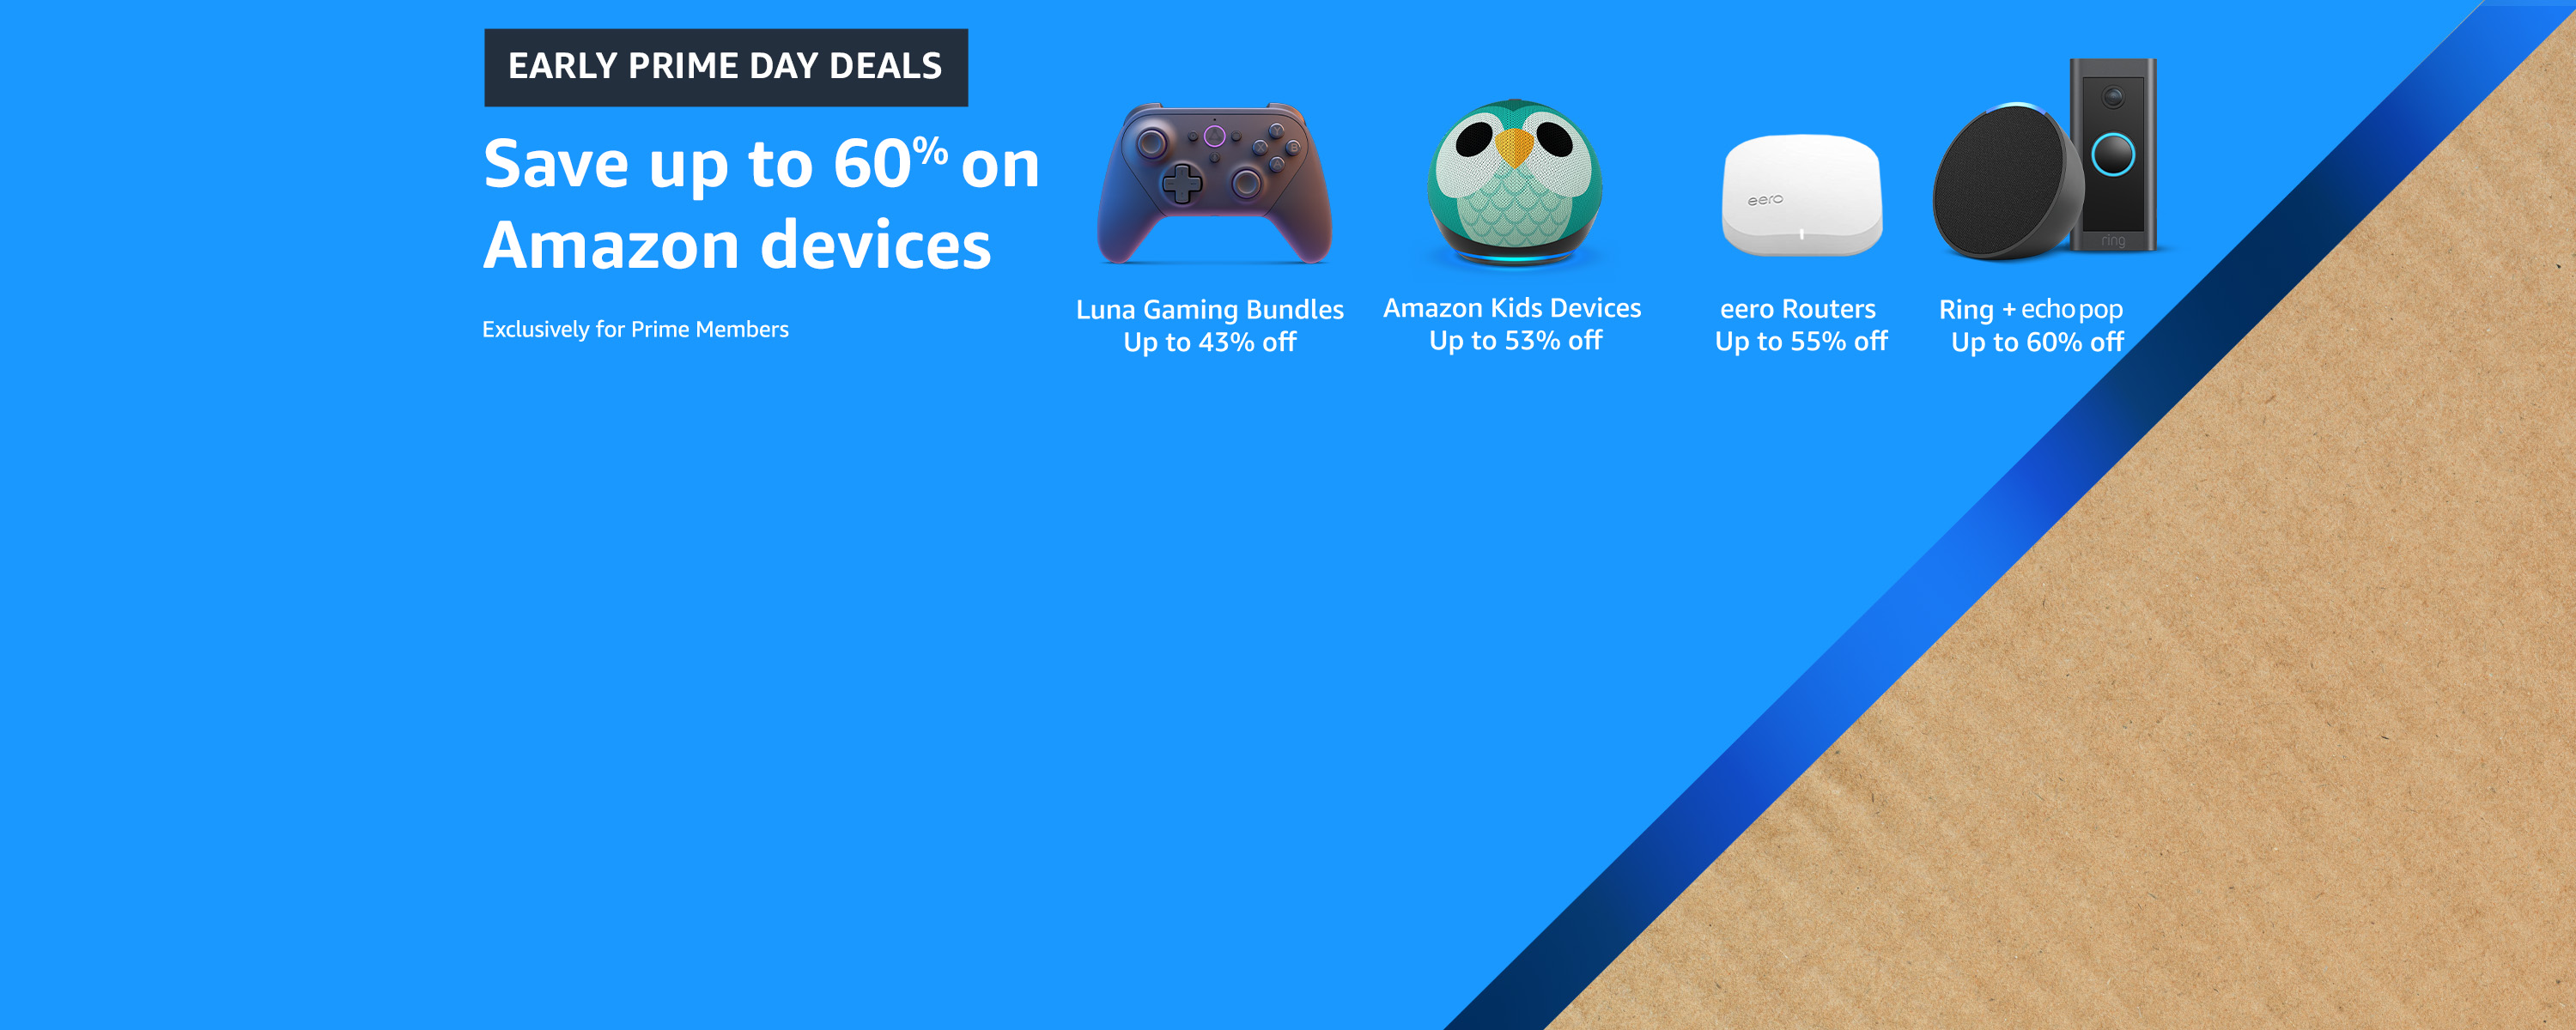 EARLY PRIME DAY DEALS
Save up to 60% on
Amazon devices
Exclusively for Prime Members
Luna Gaming Bundles
Up to 43% off
eero
Amazon Kids Devices
Up to 53% off
eero Routers
Up to 55% off
ring
Ring + echo pop
Up to 60% off